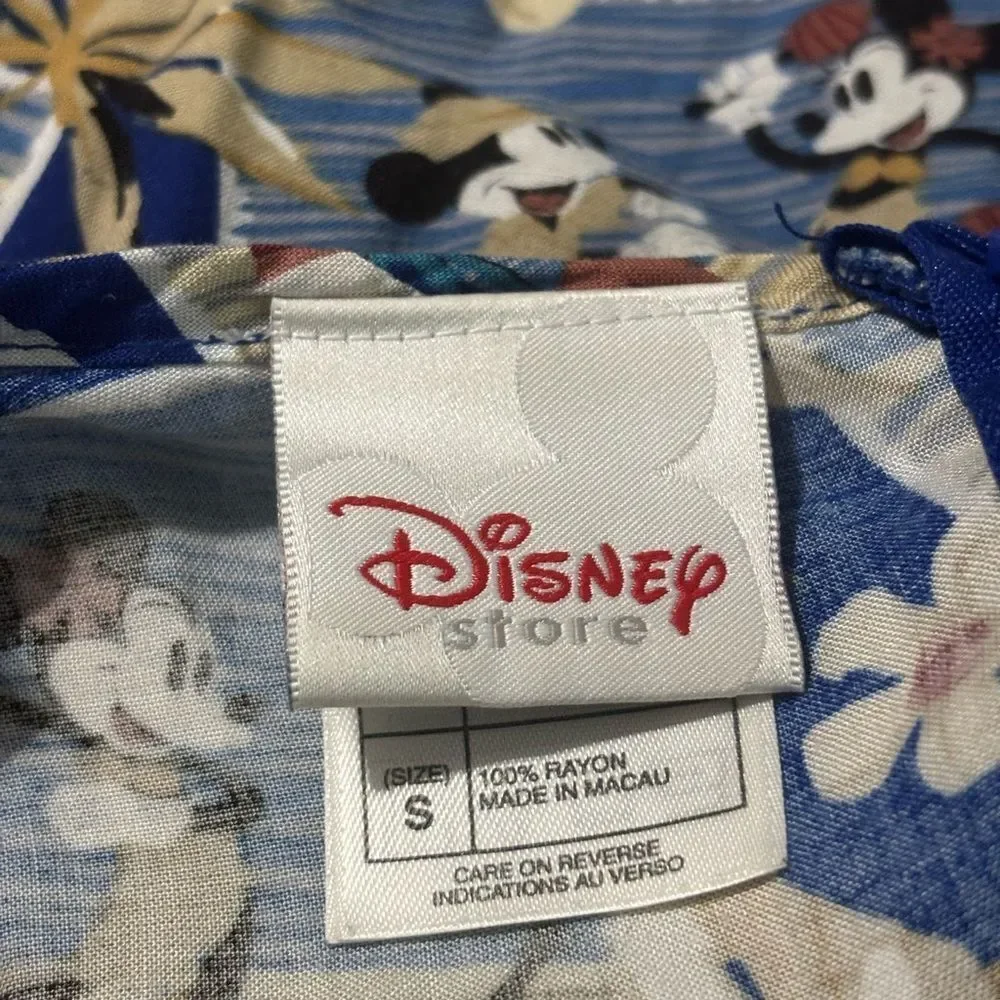 Disney
store
(SIZE)
S
100% RAYON
MADE IN MACAU
CARE ON REVERSE
INDICATIONS AU VERSO